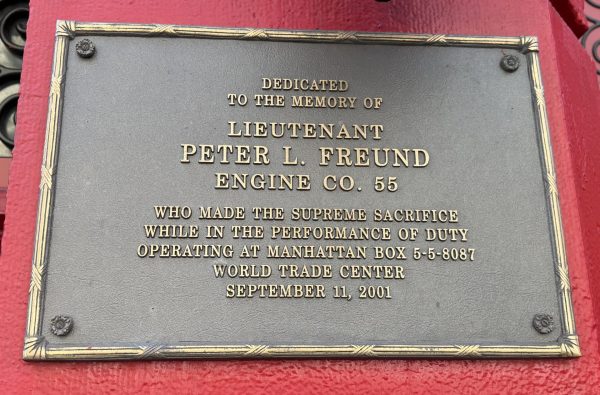 DEDICATED
TO THE MEMORY OF
LIEUTENANT
PETER L. FREUND
ENGINE CO. 55
WHO MADE THE SUPREME SACRIFICE
WHILE IN THE PERFORMANCE OF DUTY
OPERATING AT MANHATTAN BOX 5-5-8087
WORLD TRADE CENTER
SEPTEMBER 11, 2001